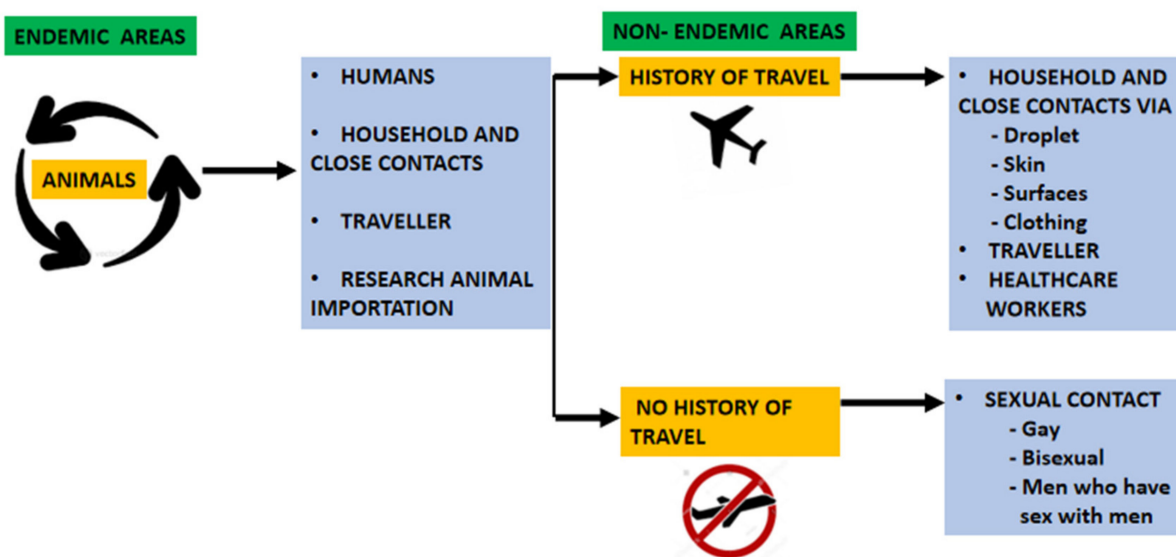 ENDEMIC AREAS
ANIMALS
• HUMANS
• HOUSEHOLD AND
CLOSE CONTACTS
• TRAVELLER
• RESEARCH ANIMAL
IMPORTATION
NON- ENDEMIC AREAS
HISTORY OF TRAVEL
• HOUSEHOLD AND
CLOSE CONTACTS VIA
- Droplet
- Skin
- Surfaces
- Clothing
• TRAVELLER
• HEALTHCARE
WORKERS
NO HISTORY OF
TRAVEL
• SEXUAL CONTACT
- Gay
- Bisexual
- Men who have
sex with men